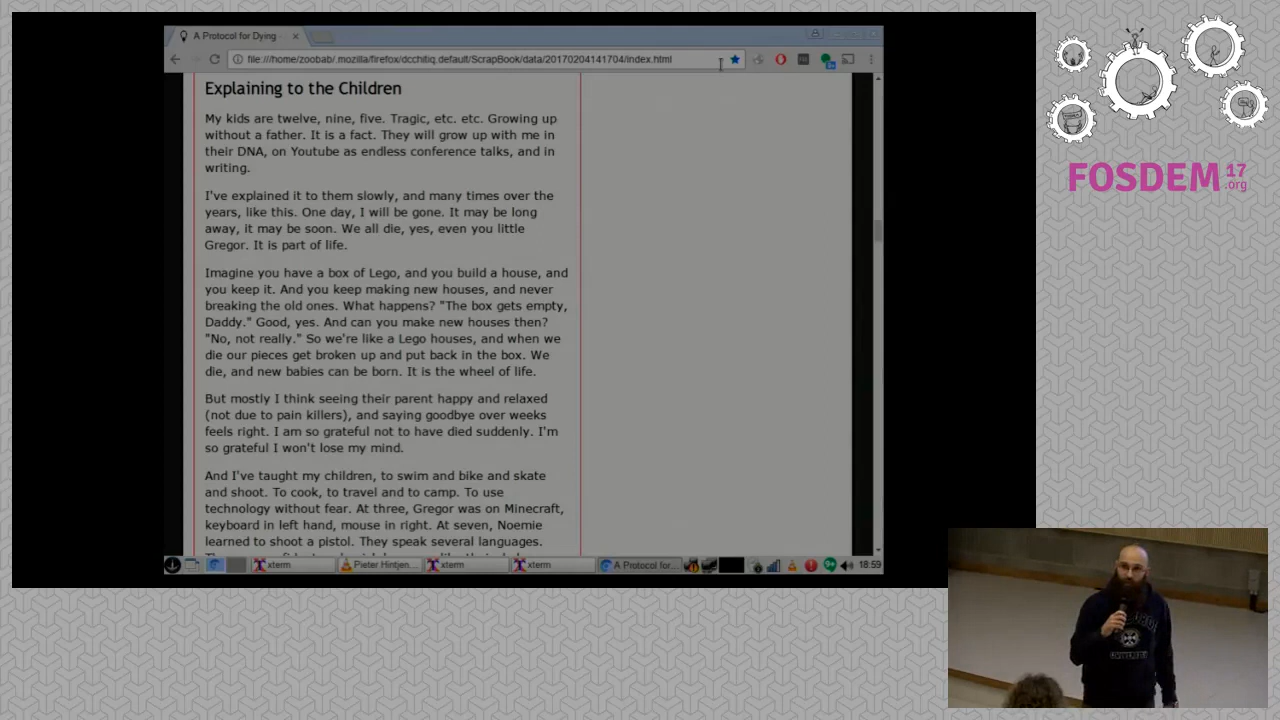 A Protocol for Dying
file:///home/zoobab/.mozilla/firefox/dcchifiq.default/ScrapBook/data/20170204141704/index.html
Explaining to the Children
My kids are twelve, nine, five. Tragic, etc. etc. Growing up
without a father. It is a fact. They will grow up with me in
their DNA, on Youtube as endless conference talks, and in
writing.
I've explained it to them slowly, and many times over the
years, like this. One day, I will be gone. It may be long
away, it may be soon. We all die, yes, even you little
Gregor. It is part of life.
Imagine you have a box of Lego, and you build a house, and
you keep it. And you keep making new houses, and never
breaking the old ones. What happens? "The box gets empty,
Daddy." Good, yes. And can you make new houses then?
"No, not really." So we're like a Lego houses, and when we
die our pieces get broken up and put back in the box. We
die, and new babies can be born. It is the wheel of life.
But mostly I think seeing their parent happy and relaxed
(not due to pain killers), and saying goodbye over weeks
feels right. I am so grateful not to have died suddenly. I'm
so grateful I won't lose my mind.
And I've taught my children, to swim and bike and skate
and shoot. To cook, to travel and to camp. To use
technology without fear. At three, Gregor was on Minecraft,
keyboard in left hand, mouse in right. At seven, Noemie
learned to shoot a pistol. They speak several languages.
xterm
Pieter Hintjen...
xterm
xterm
A Protocol for...
18:59
FOSDEM 17
.org